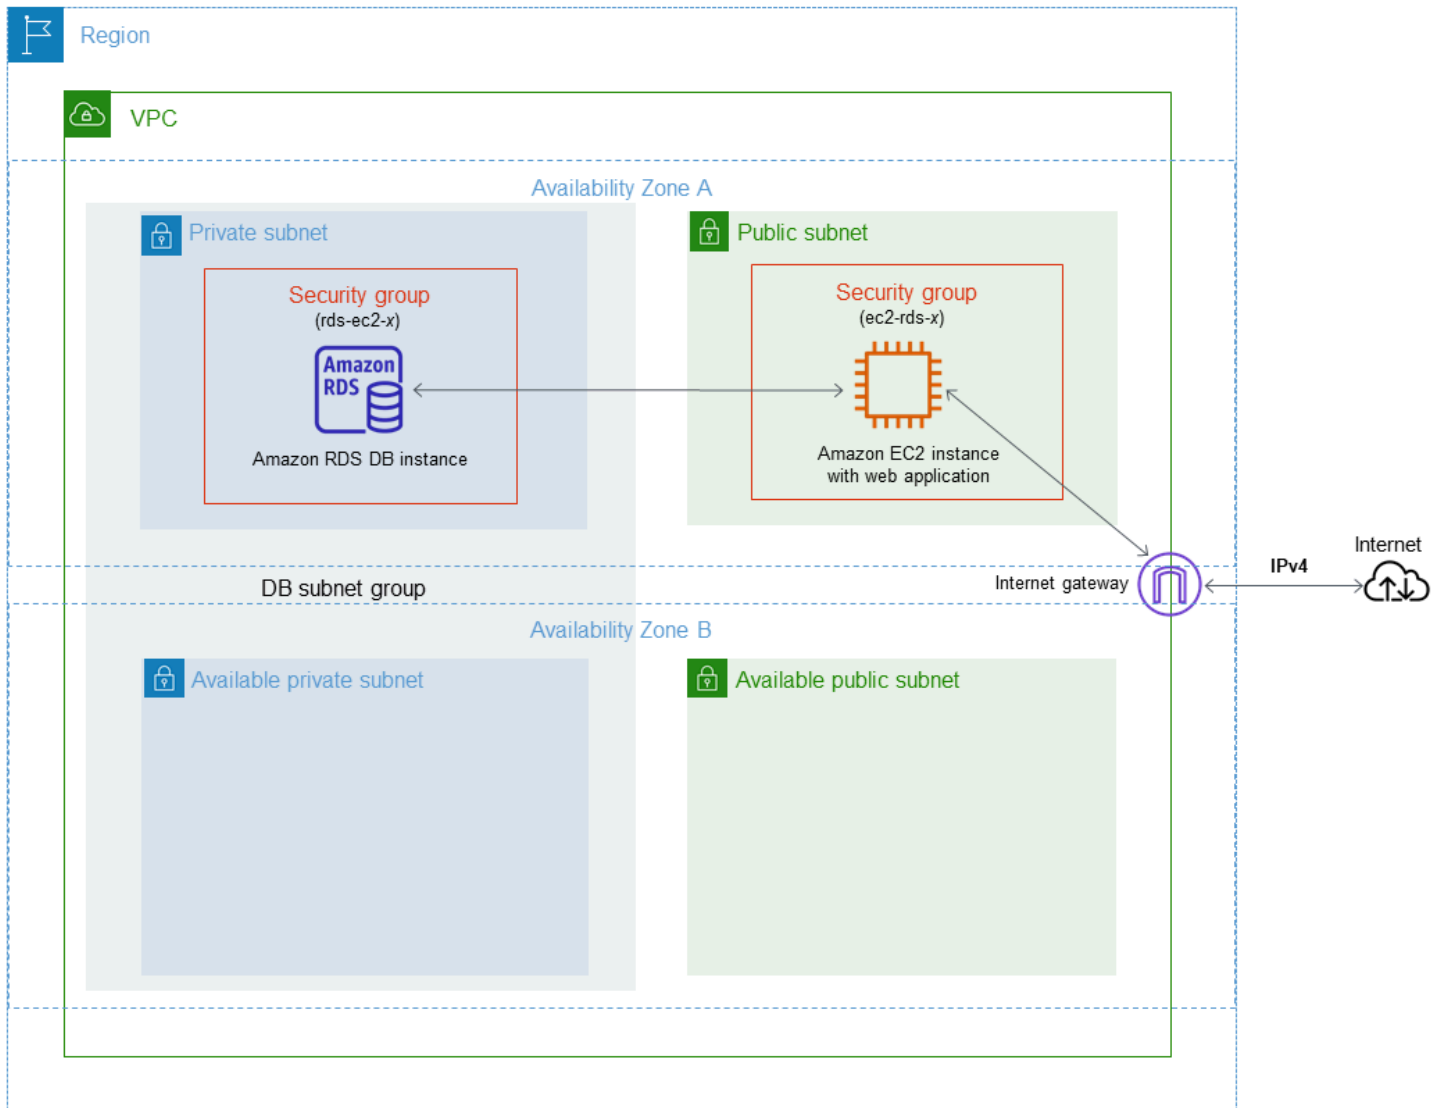 Region
VPC
Availability Zone A
Private subnet
Public subnet
Security group
(rds-ec2-x)
Security group
(ec2-rds-x)
Amazon
RDS
Amazon RDS DB instance
Amazon EC2 instance
with web application
Internet
IPv4
Internet gateway
DB subnet group
Availability Zone B
Available private subnet
Available public subnet